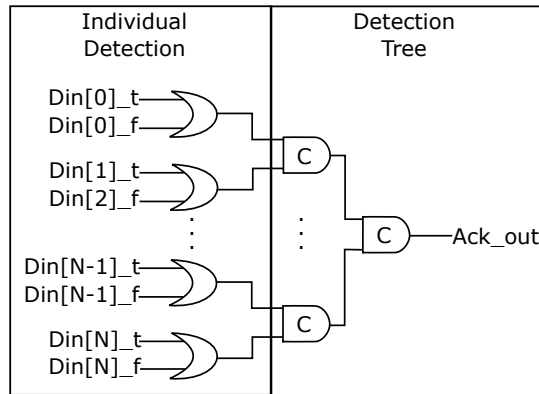 Individual
Detection
Detection
Tree
Din[0]_t
Din[0]_f
Din[1]_t
Din[2]_f
Din[N-1]_t
Din[N-1]_f
Din[N]_t
Din[N]_f
C
C
C
Ack_out